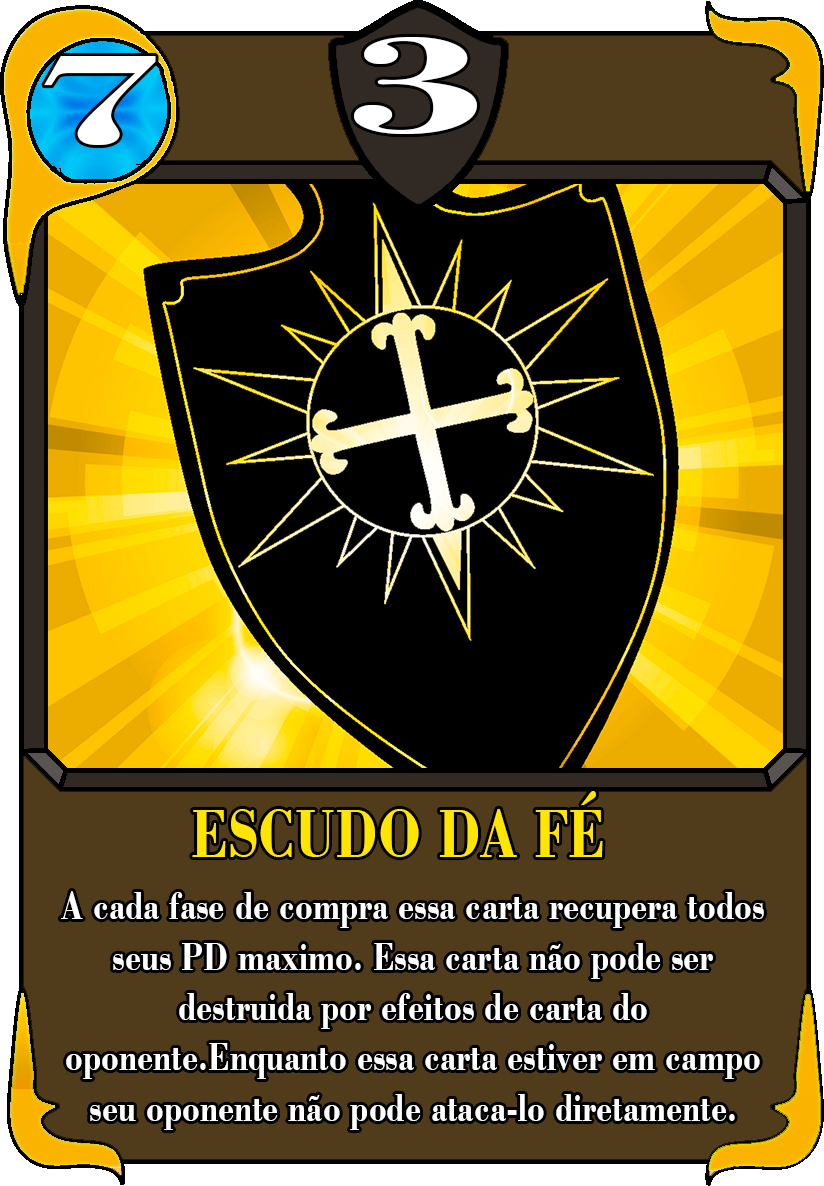 7
3
ESCUDO DA FÉ
A cada fase de compra essa carta recupera todos
seus PD maximo. Essa carta não pode ser
destruida por efeitos de carta do
oponente.Enquanto essa carta estiver em campo
seu oponente não pode ataca-lo diretamente.